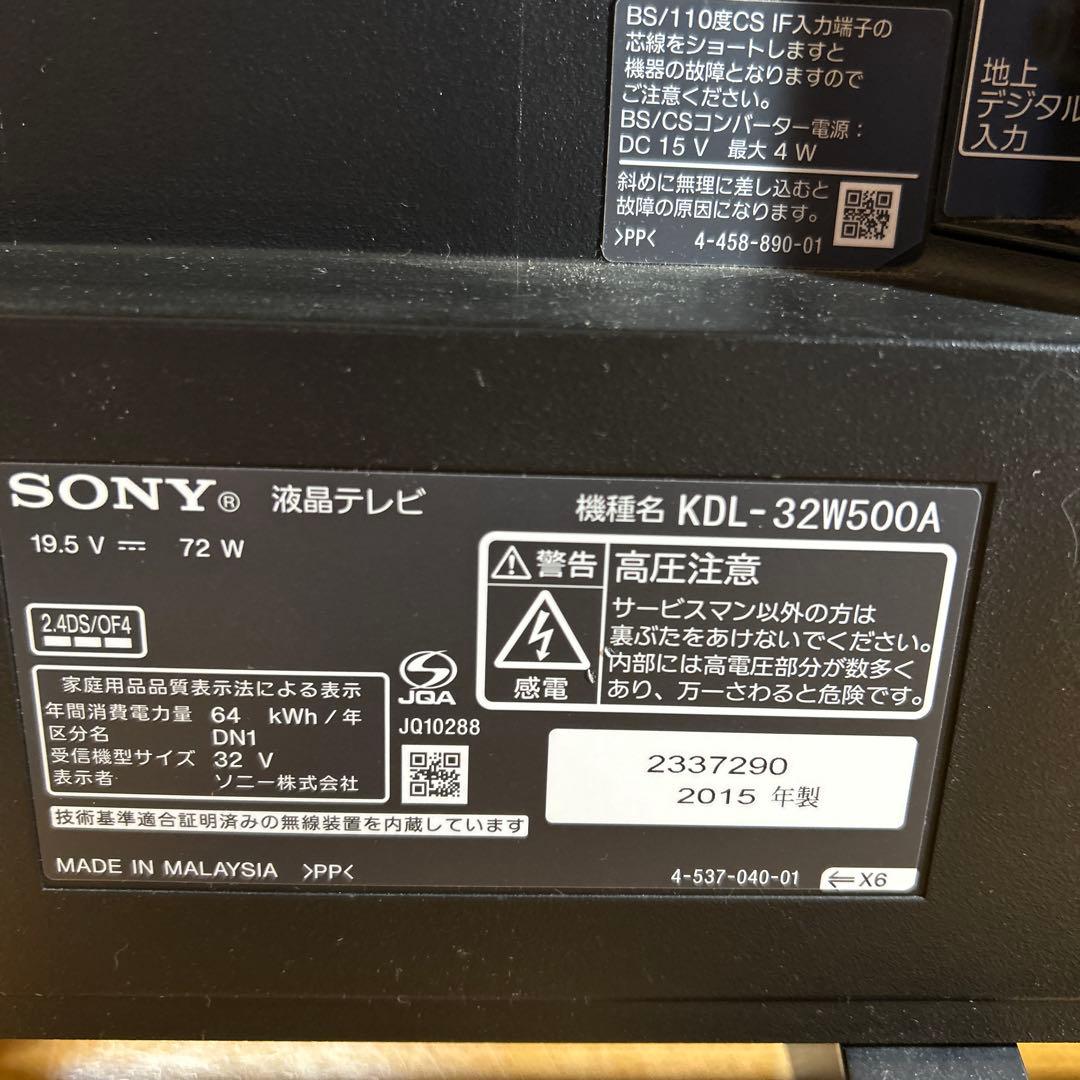 BS/110度CS IF入力端子の
芯線をショートしますと
機器の故障となりますので
ご注意ください。
BS/CSコンバーター電源：
DC 15 V 最大 4 W
斜めに無理に差し込むと
故障の原因になります。
>PP< 4-458-890-01
地上
デジタル
入力
SONY® 液晶テレビ
機種名 KDL-32W500A
19.5 V ⎓ 72 W
2.4DS/OF4
家庭用品品質表示法による表示
年間消費電力量 64 kWh/年
区分名 DN1
受信機型サイズ 32 V
表示者 ソニー株式会社
JQA
JQ10288
⚠警告
感電
高圧注意
サービスマン以外の方は
裏ぶたをあけないでください。
内部には高電圧部分が数多く
あり、万一さわると危険です。
2337290
2015 年製
技術基準適合証明済みの無線装置を内蔵しています
MADE IN MALAYSIA >PP<
4-537-040-01 ⇐X6